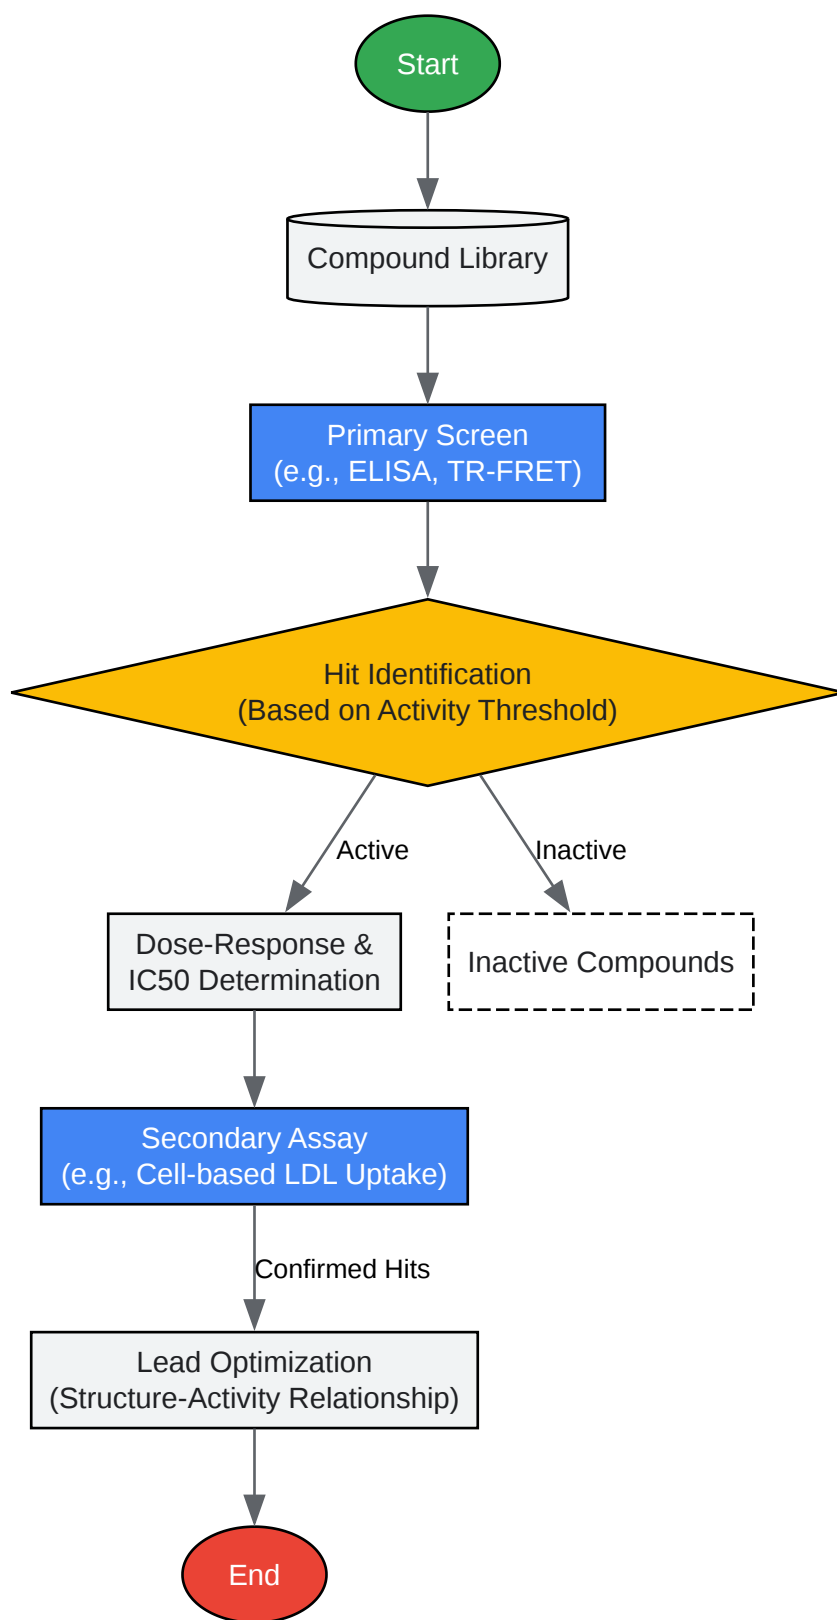 Start
Compound Library
Primary Screen
(e.g., ELISA, TR-FRET)
Hit Identification
(Based on Activity Threshold)
Active
Inactive
Dose-Response &
IC50 Determination
Inactive Compounds
Secondary Assay
(e.g., Cell-based LDL Uptake)
Confirmed Hits
Lead Optimization
(Structure-Activity Relationship)
End